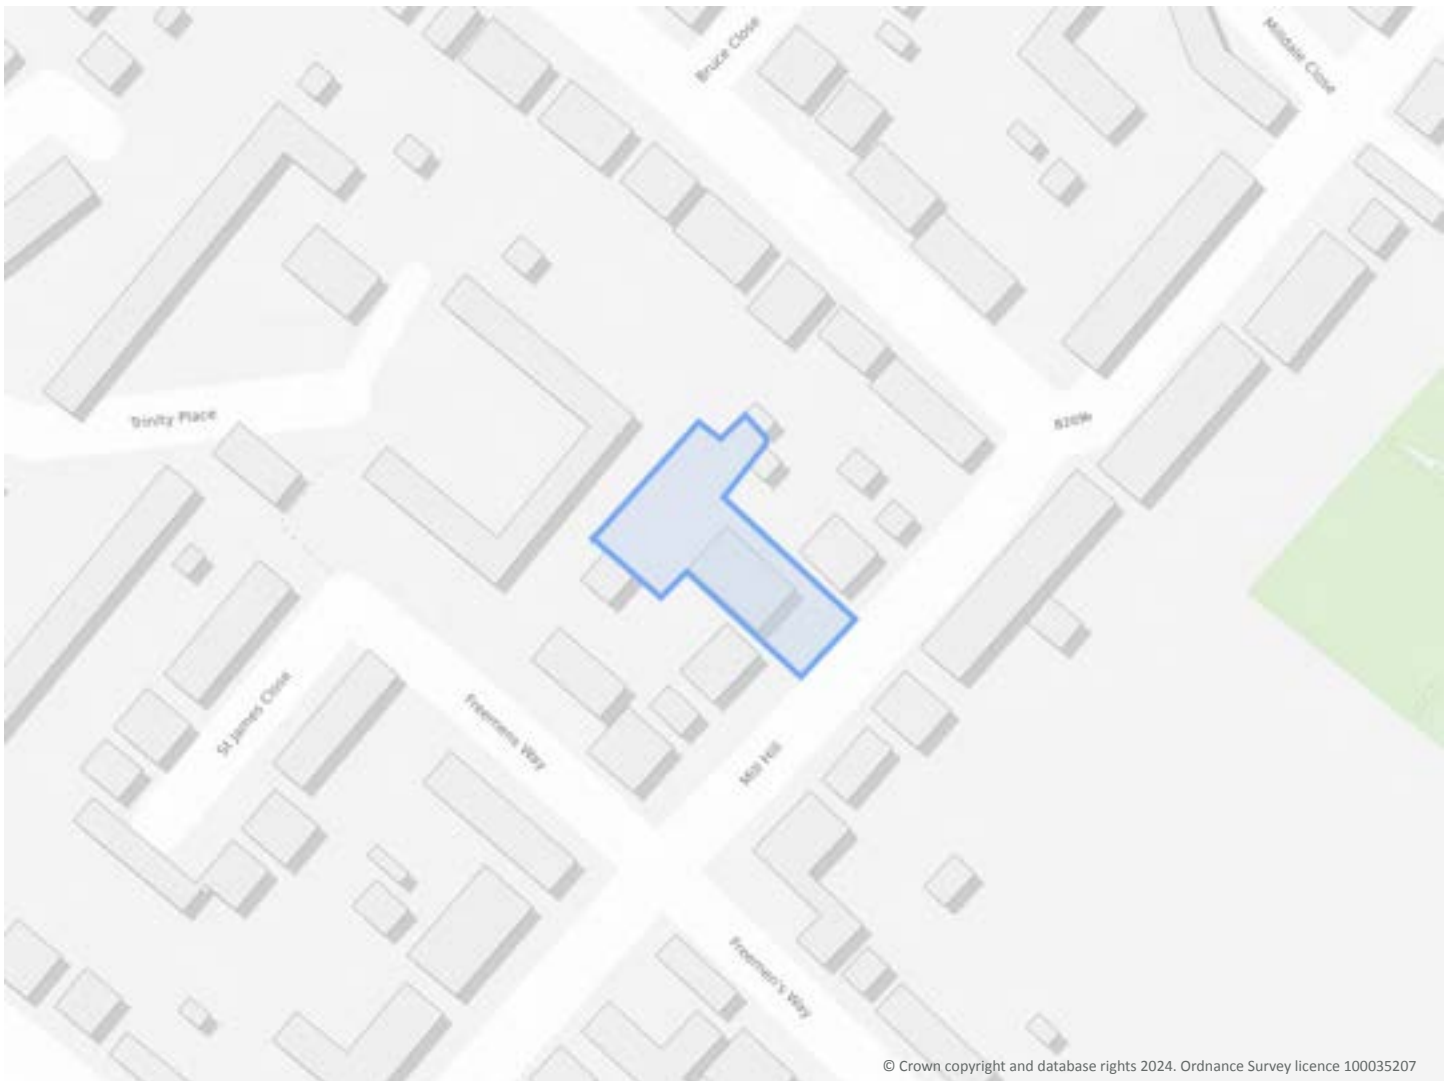 Bruce Close
Milldale Close
Trinity Place
B2096
St James Close
Freemens Way
Mill Hill
Freemen's Way
© Crown copyright and database rights 2024. Ordnance Survey licence 100035207